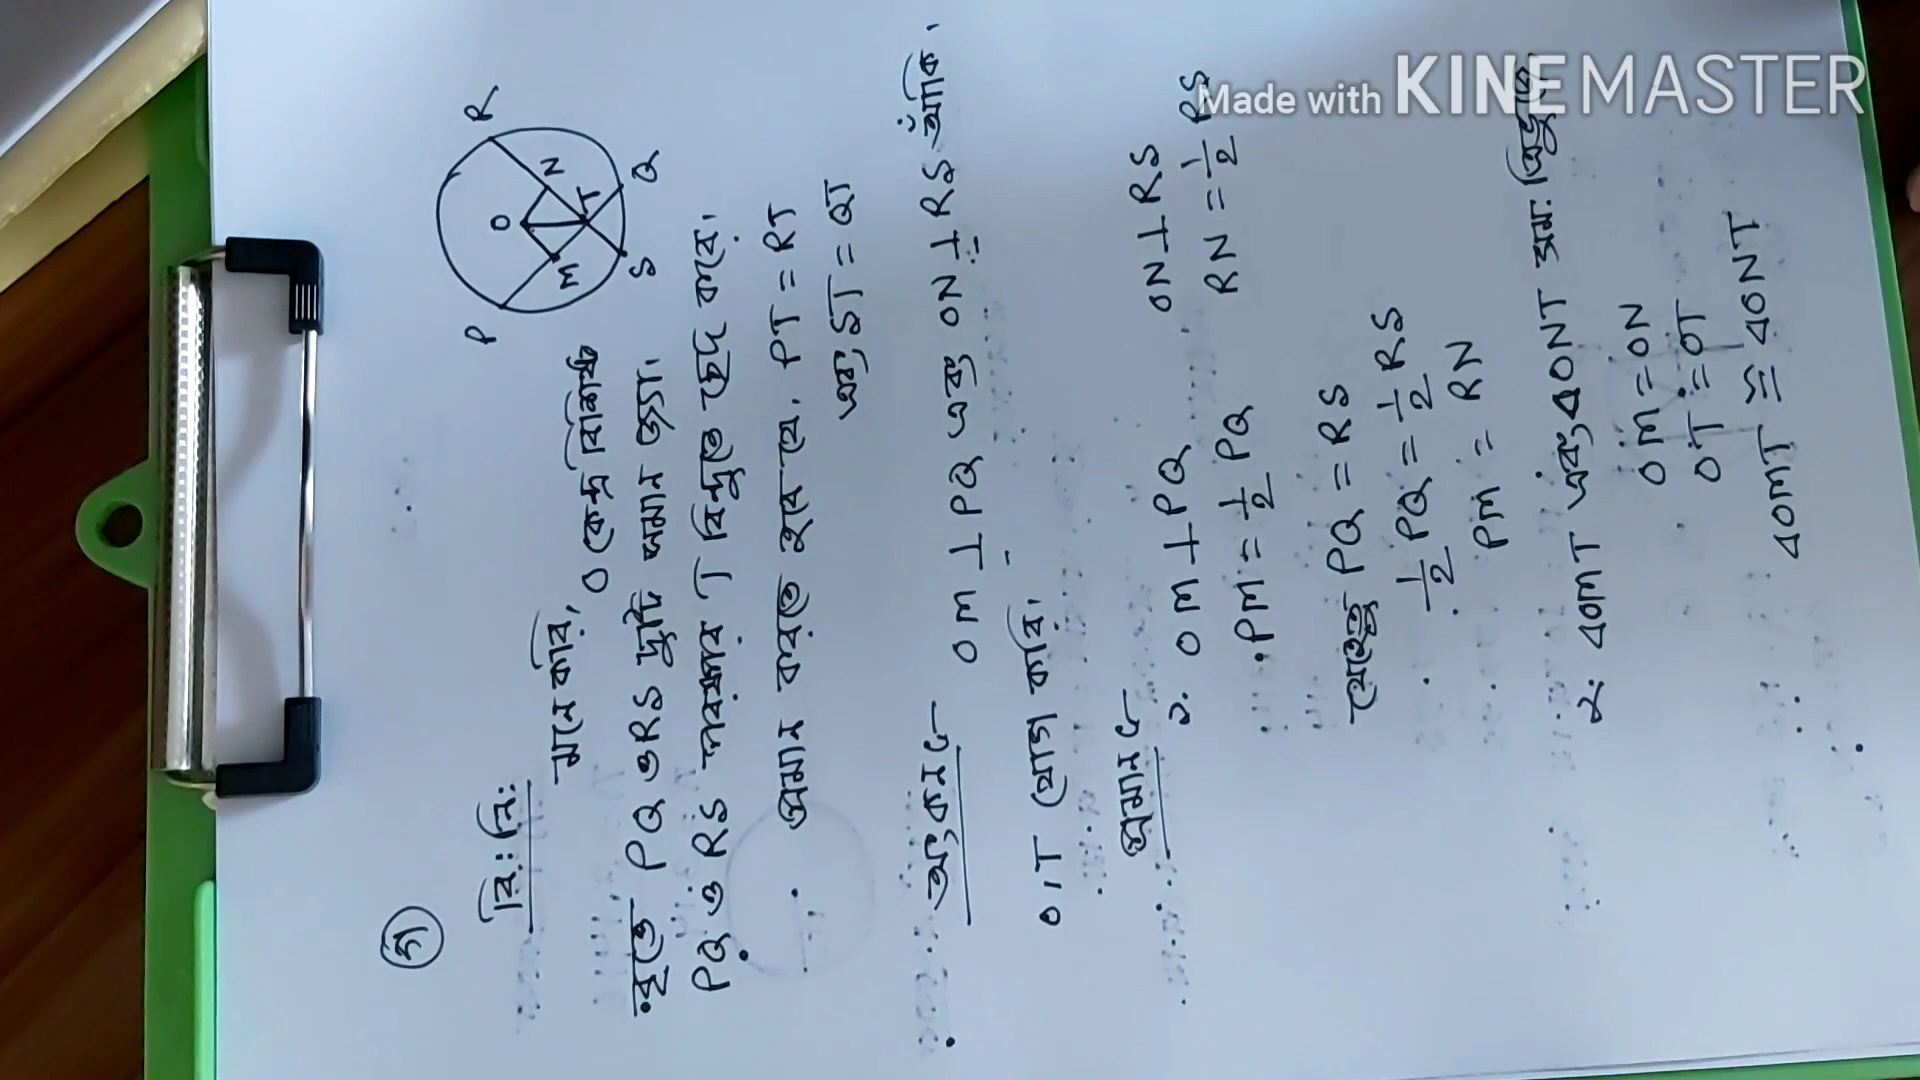 গ
বি: নি:
মনে করি, O কেন্দ্র বিশিষ্ট
বৃত্তে PQ ও RS দুটি সমান জ্যা.
PQ ও RS পরস্পর T বিন্দুতে ছেদ করে.
প্রমান করতে হবে যে, PT = RT
এবং ST = QT
অংকন:-
OM ⊥ PQ এবং ON ⊥ RS আঁকি.
O,T যোগ করি.
প্রমান:-
১. OM ⊥ PQ ON ⊥ RS
PM = 1/2 PQ RN = 1/2 RS
যেহেতু PQ = RS
1/2 PQ = 1/2 RS
PM = RN
২. ΔOMT এবং ΔONT সম:
OM = ON
OT = OT
ΔOMT ≅ ΔONT
P
R
O
N
M
T
S
Q
Made with KINEMASTER